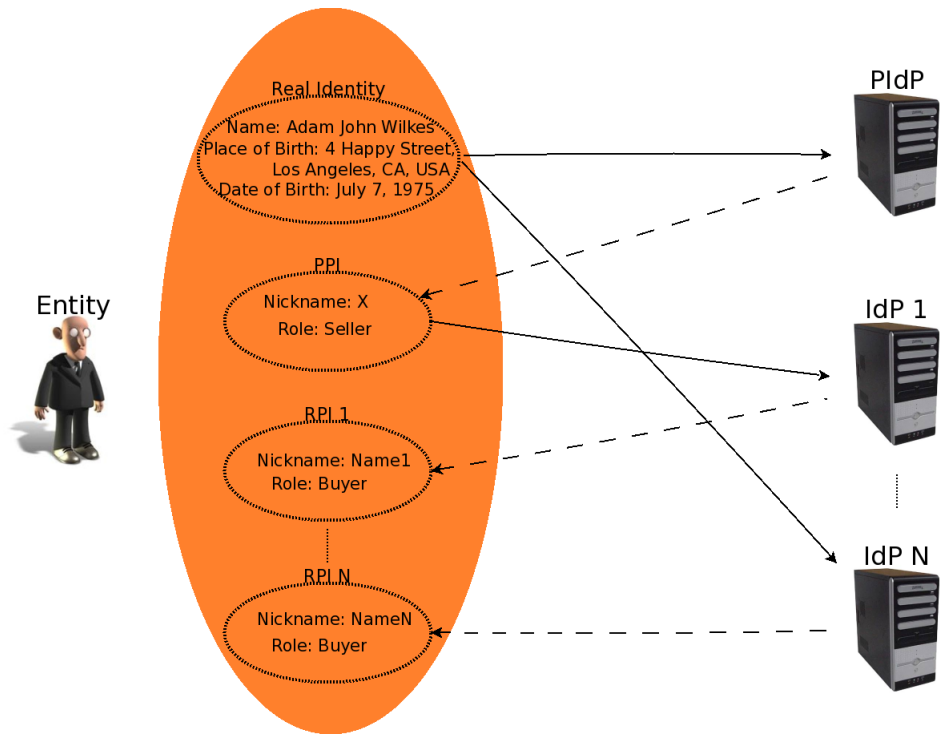 PIdP
Real Identity
Name: Adam John Wilkes
Place of Birth: 4 Happy Street,
Los Angeles, CA, USA
Date of Birth: July 7, 1975
PPI
Nickname: X
Role: Seller
Entity
IdP 1
RPI 1
Nickname: Name1
Role: Buyer
IdP N
RPI N
Nickname: NameN
Role: Buyer